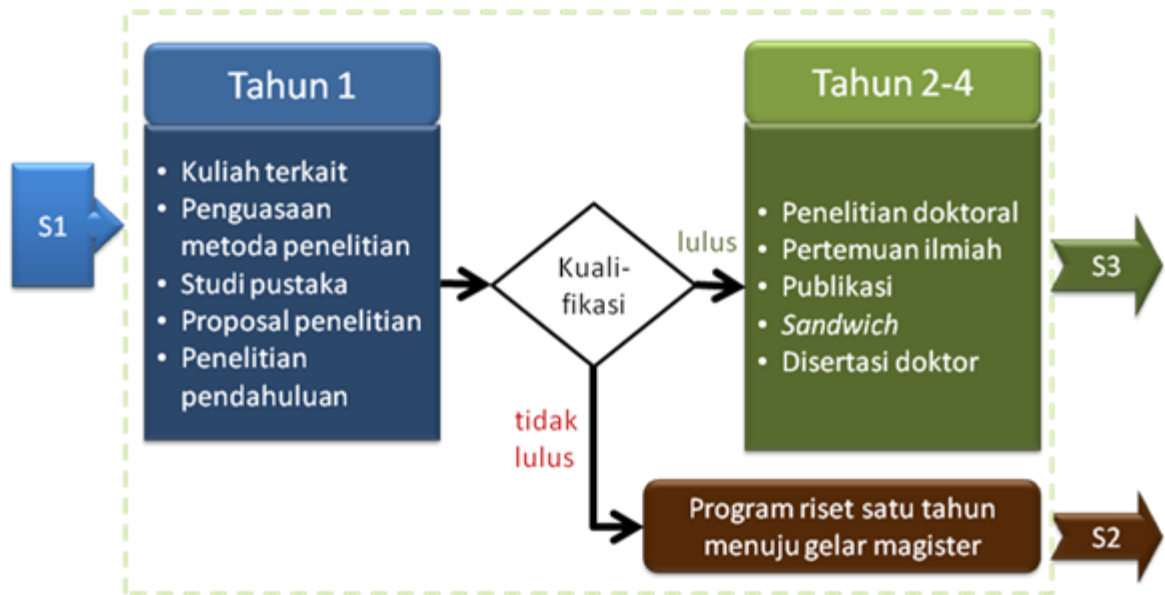 S1
Tahun 1
• Kuliah terkait
• Penguasaan
metoda penelitian
• Studi pustaka
• Proposal penelitian
• Penelitian
pendahuluan
Kuali-
fikasi
lulus
tidak
lulus
Tahun 2-4
• Penelitian doktoral
• Pertemuan ilmiah
• Publikasi
• Sandwich
• Disertasi doktor
S3
Program riset satu tahun
menuju gelar magister
S2